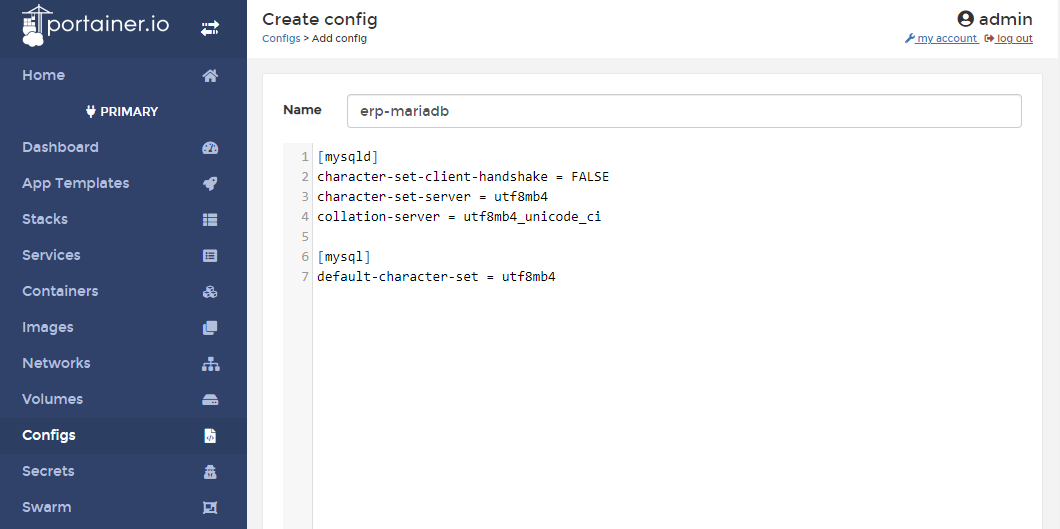 portainer.io
Home
PRIMARY
Dashboard
App Templates
Stacks
Services
Containers
Images
Networks
Volumes
Configs
Secrets
Swarm
Create config
Configs > Add config
admin
my account log out
Name erp-mariadb
1 [mysqld]
2 character-set-client-handshake = FALSE
3 character-set-server = utf8mb4
4 collation-server = utf8mb4_unicode_ci
5
6 [mysql]
7 default-character-set = utf8mb4